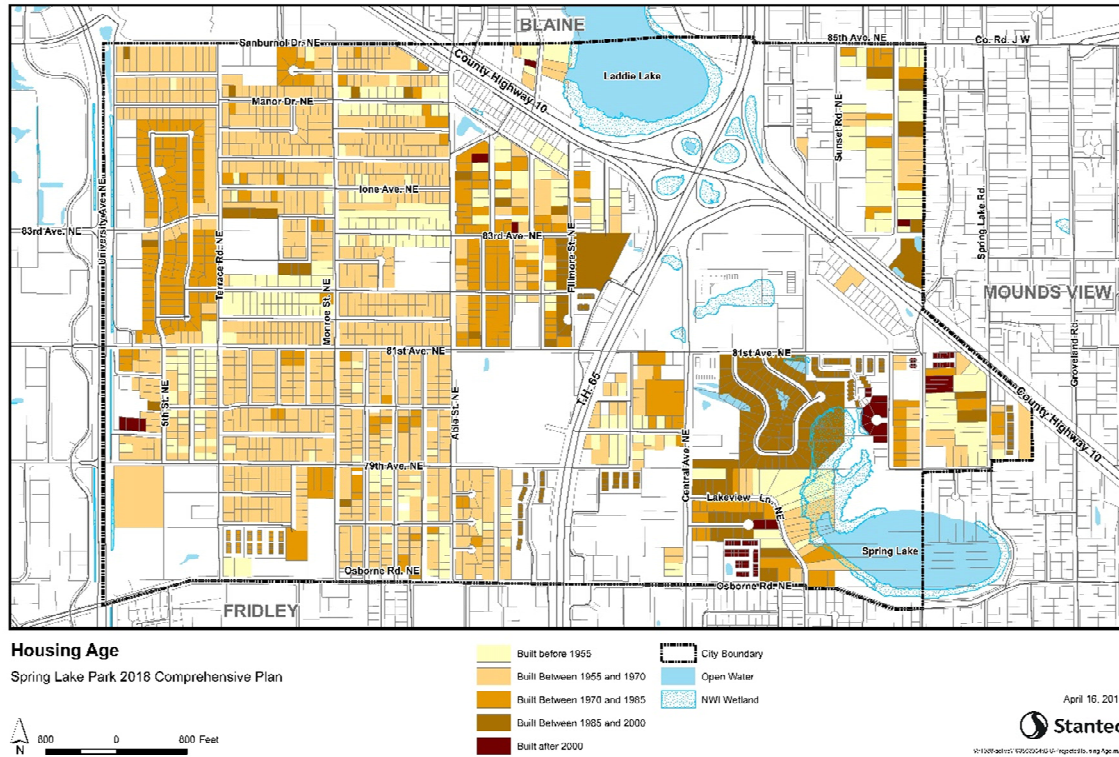 BLAINE
Sanburnol Dr. NE
85th Ave. NE
Co. Rd. J W
County Highway 10
Laddie Lake
Manor Dr. NE
Sunset Rd. NE
Ione Ave. NE
University Ave. NE
Spring Lake Rd.
83rd Ave. NE
83rd Ave. NE
Fillmore St. NE
Terrace Rd. NE
Monroe St. NE
MOUNDS VIEW
Groveland Rd
81st Ave. NE
81st Ave. NE
T.H. 65
5th St. NE
Able St. NE
County Highway 10
79th Ave. NE
Central Ave. NE
Lakeview Ln. NE
Spring Lake
Osborne Rd. NE
Osborne Rd. NE
FRIDLEY
Housing Age
Spring Lake Park 2018 Comprehensive Plan
Built before 1955
Built Between 1955 and 1970
Built Between 1970 and 1985
Built Between 1985 and 2000
Built after 2000
City Boundary
Open Water
NWI Wetland
N
800 0 800 Feet
April 16, 201
Stantec